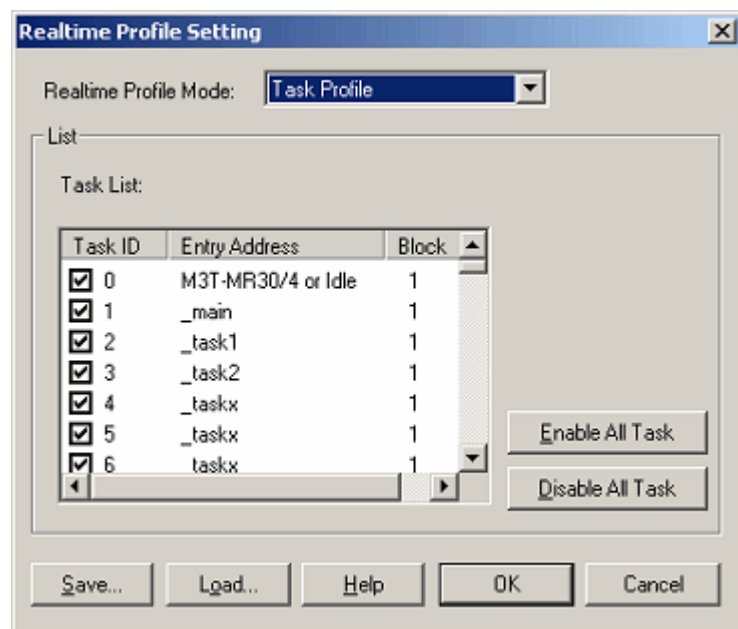 Realtime Profile Setting
Realtime Profile Mode: Task Profile
List
Task List:
Task ID Entry Address Block
0 M3T-MR30/4 or Idle 1
1 _main 1
2 _task1 1
3 _task2 1
4 _taskx 1
5 _taskx 1
6 taskx 1
Enable All Task
Disable All Task
Save... Load... Help OK Cancel